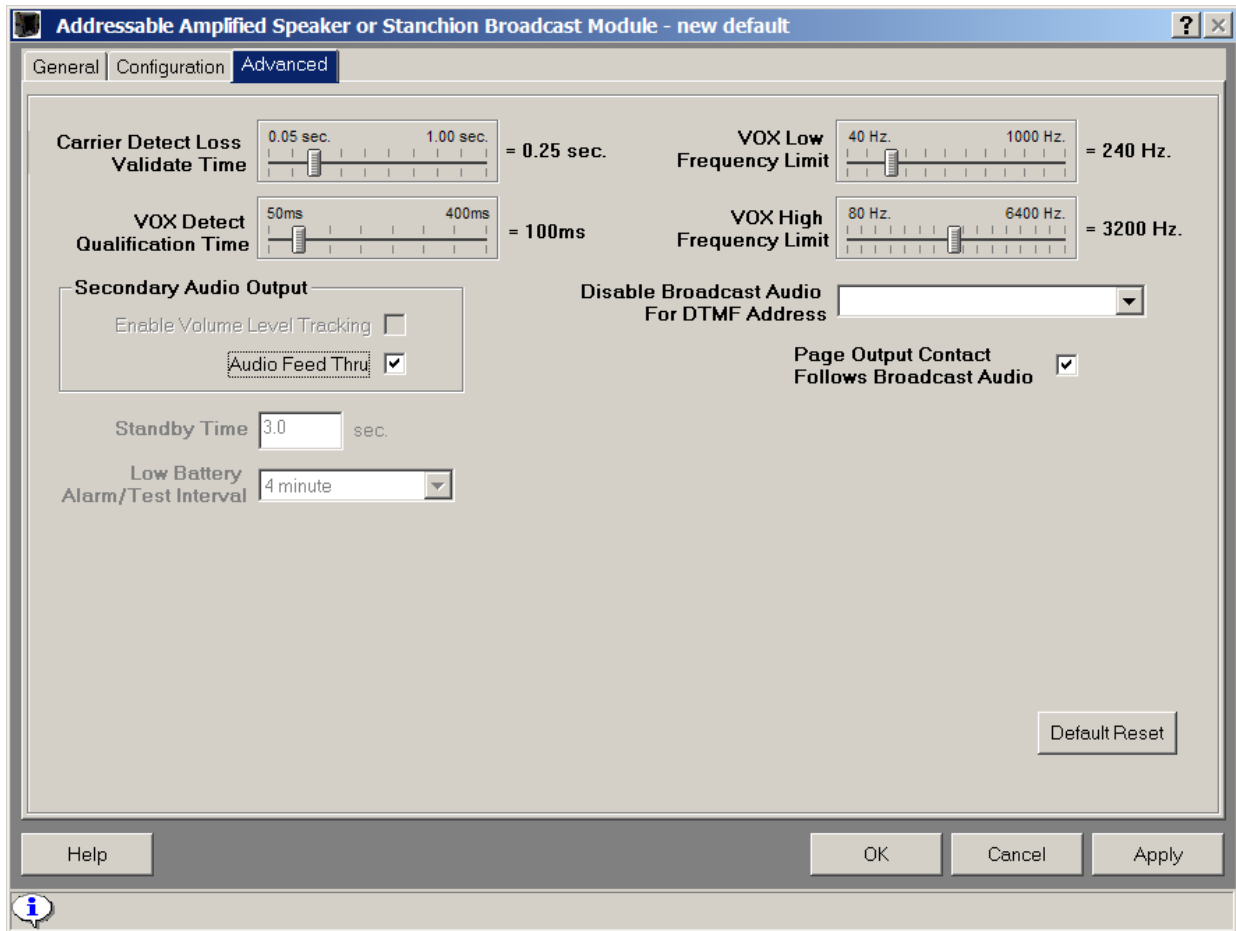 Addressable Amplified Speaker or Stanchion Broadcast Module - new default
?
General
Configuration
Advanced
Carrier Detect Loss
Validate Time
0.05 sec.
1.00 sec.
= 0.25 sec.
VOX Low
Frequency Limit
40 Hz.
1000 Hz.
= 240 Hz.
VOX Detect
Qualification Time
50ms
400ms
= 100ms
VOX High
Frequency Limit
80 Hz.
6400 Hz.
= 3200 Hz.
Secondary Audio Output
Enable Volume Level Tracking
Audio Feed Thru
Disable Broadcast Audio
For DTMF Address
Page Output Contact
Follows Broadcast Audio
Standby Time
3.0
sec.
Low Battery
Alarm/Test Interval
4 minute
Default Reset
Help
OK
Cancel
Apply
i